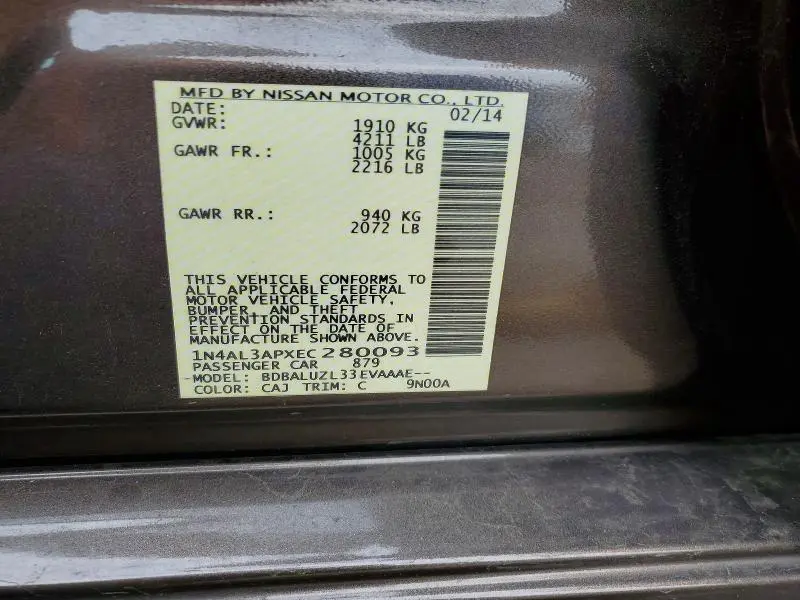 MFD BY NISSAN MOTOR CO., LTD.
DATE: 02/14
GVWR: 1910 KG
4211 LB
GAWR FR.: 1005 KG
2216 LB
GAWR RR.: 940 KG
2072 LB
THIS VEHICLE CONFORMS TO
ALL APPLICABLE FEDERAL
MOTOR VEHICLE SAFETY,
BUMPER, AND THEFT
PREVENTION STANDARDS IN
EFFECT ON THE DATE OF
MANUFACTURE SHOWN ABOVE.
1N4AL3APXEC280093
PASSENGER CAR 879
MODEL: BDBALUZL33EVAAAE--
COLOR: CAJ TRIM: C 9N00A